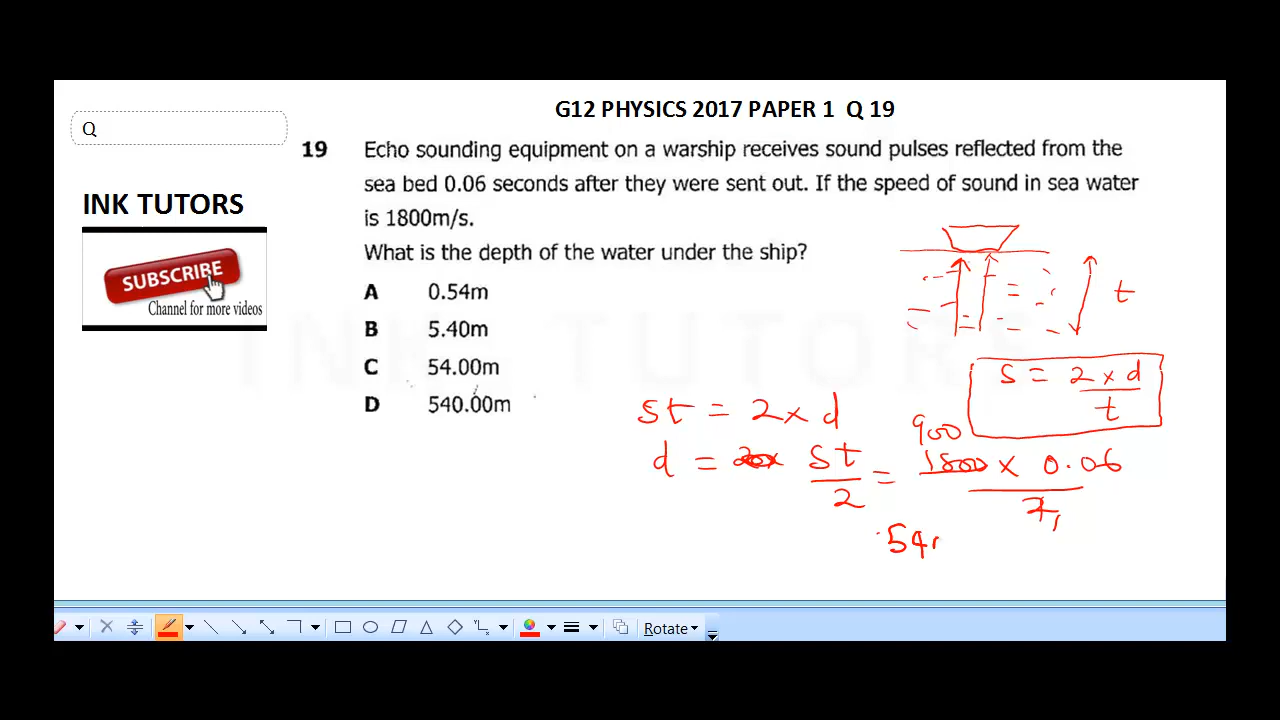 G12 PHYSICS 2017 PAPER 1 Q 19
Q
19 Echo sounding equipment on a warship receives sound pulses reflected from the
sea bed 0.06 seconds after they were sent out. If the speed of sound in sea water
is 1800m/s.
What is the depth of the water under the ship?
A 0.54m
B 5.40m
C 54.00m
D 540.00m
INK TUTORS
SUBSCRIBE
Channel for more videos
INK TUTORS
t
s = 2 x d
t
st = 2 x d
900
d = st = 1800 x 0.06
2
54
Rotate